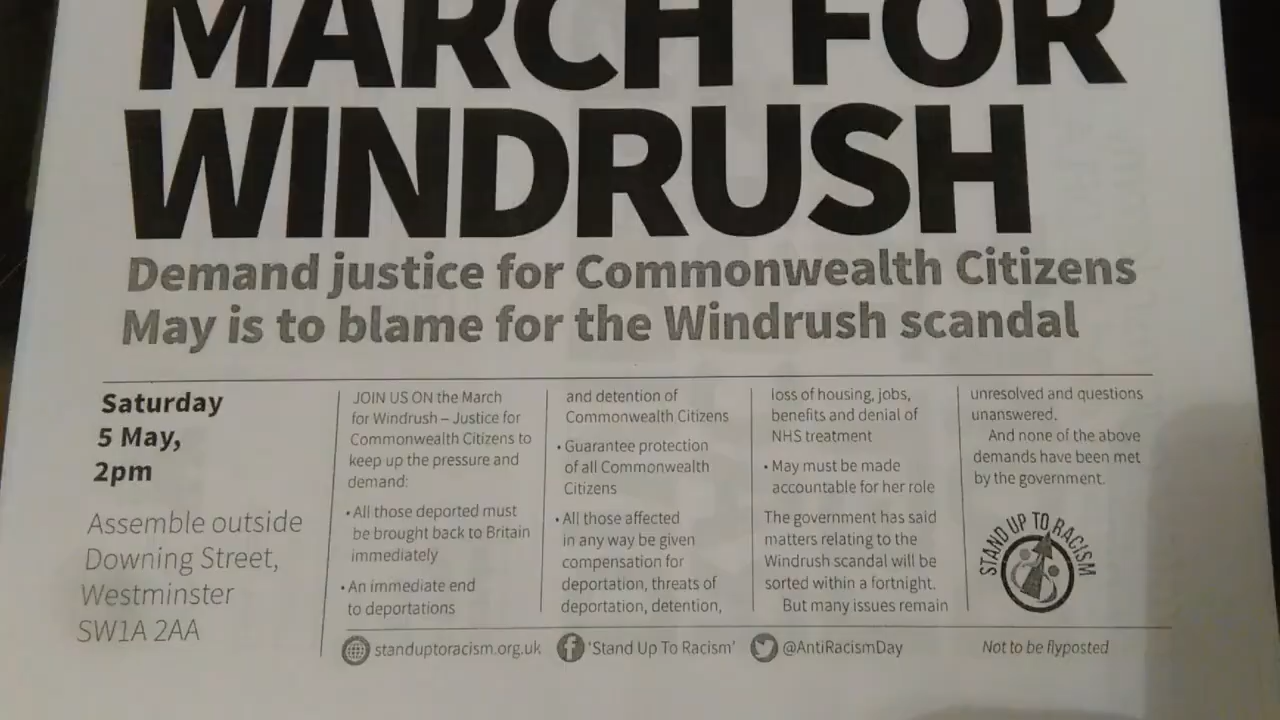 MARCH FOR
WINDRUSH
Demand justice for Commonwealth Citizens
May is to blame for the Windrush scandal
Saturday
5 May,
2pm
Assemble outside
Downing Street,
Westminster
SW1A 2AA
JOIN US ON the March
for Windrush – Justice for
Commonwealth Citizens to
keep up the pressure and
demand:
• All those deported must
be brought back to Britain
immediately
• An immediate end
to deportations
and detention of
Commonwealth Citizens
• Guarantee protection
of all Commonwealth
Citizens
• All those affected
in any way be given
compensation for
deportation, threats of
deportation, detention,
loss of housing, jobs,
benefits and denial of
NHS treatment
• May must be made
accountable for her role
The government has said
matters relating to the
Windrush scandal will be
sorted within a fortnight.
But many issues remain
unresolved and questions
unanswered.
And none of the above
demands have been met
by the government.
STAND UP TO RACISM
standuptoracism.org.uk
'Stand Up To Racism'
@AntiRacismDay
Not to be flyposted